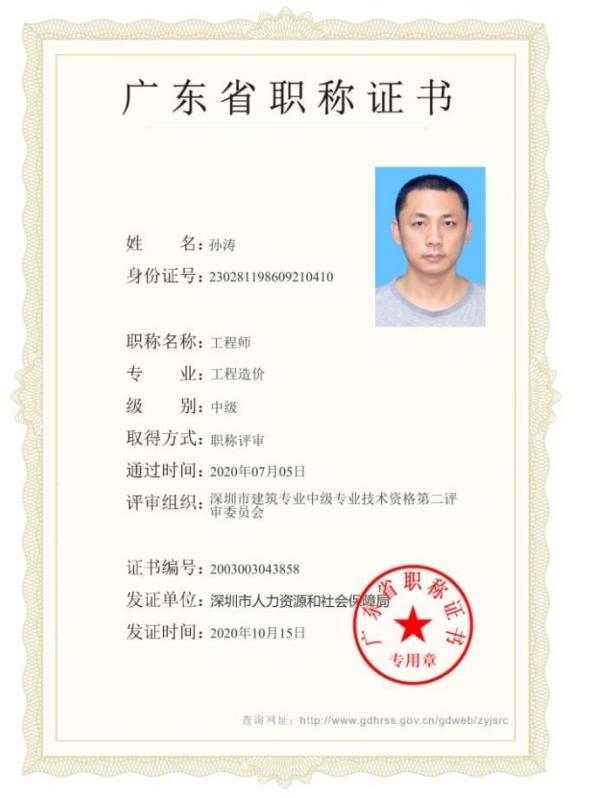 广东省职称证书
姓 名：孙涛
身份证号：230281198609210410
职称名称：工程师
专 业：工程造价
级 别：中级
取得方式：职称评审
通过时间：2020年07月05日
评审组织：深圳市建筑专业中级专业技术资格第二评
审委员会
证书编号：2003003043858
发证单位：深圳市人力资源和社会保障局
发证时间：2020年10月15日
广东省职称证书
专用章
查询网址：http://www.gdhrss.gov.cn/gdweb/zyjsrc